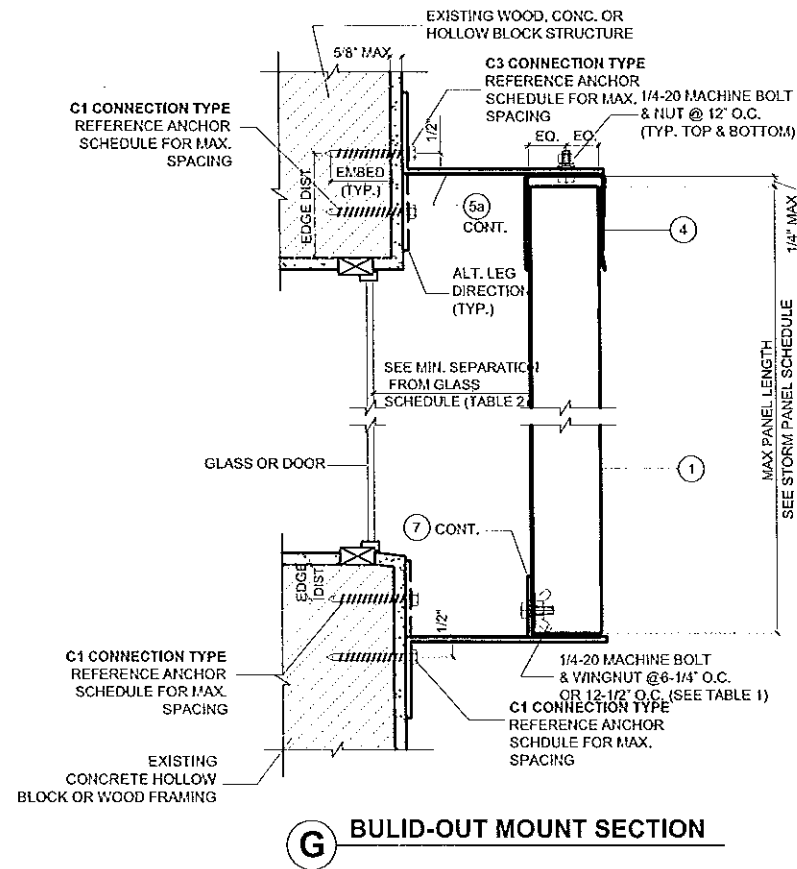 EXISTING WOOD, CONC. OR
HOLLOW BLOCK STRUCTURE
5/8" MAX
C3 CONNECTION TYPE
REFERENCE ANCHOR
SCHEDULE FOR MAX.
SPACING
1/4-20 MACHINE BOLT
& NUT @ 12" O.C.
(TYP. TOP & BOTTOM)
C1 CONNECTION TYPE
REFERENCE ANCHOR
SCHEDULE FOR MAX.
SPACING
1/2"
EQ.
EQ.
EMBED
(TYP.)
EDGE DIST.
5a
CONT.
4
1/4" MAX
ALT. LEG
DIRECTION
(TYP.)
SEE MIN. SEPARATION
FROM GLASS
SCHEDULE (TABLE 2
MAX PANEL LENGTH
SEE STORM PANEL SCHEDULE
GLASS OR DOOR
1
7 CONT.
EDGE
DIST.
1/2"
C1 CONNECTION TYPE
REFERENCE ANCHOR
SCHEDULE FOR MAX.
SPACING
1/4-20 MACHINE BOLT
& WINGNUT @6-1/4" O.C.
OR 12-1/2" O.C. (SEE TABLE 1)
C1 CONNECTION TYPE
REFERENCE ANCHOR
SCHDULE FOR MAX.
SPACING
EXISTING
CONCRETE HOLLOW
BLOCK OR WOOD FRAMING
G BULID-OUT MOUNT SECTION